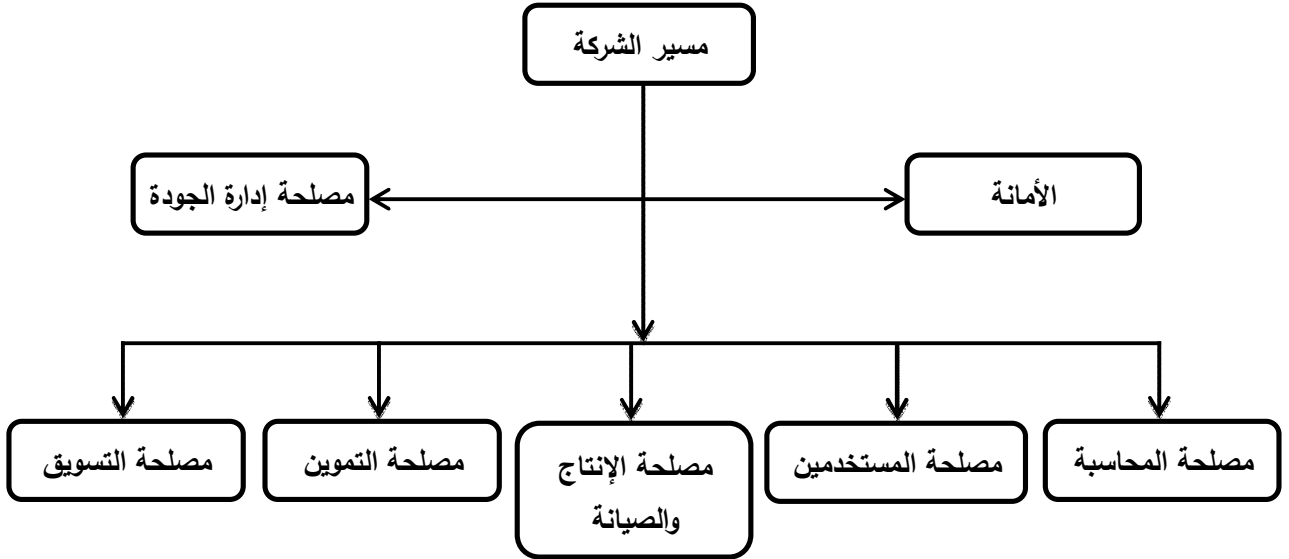 مسير الشركة
الأمانة
مصلحة إدارة الجودة
مصلحة المحاسبة
مصلحة المستخدمين
مصلحة الإنتاج
والصيانة
مصلحة التموين
مصلحة التسويق